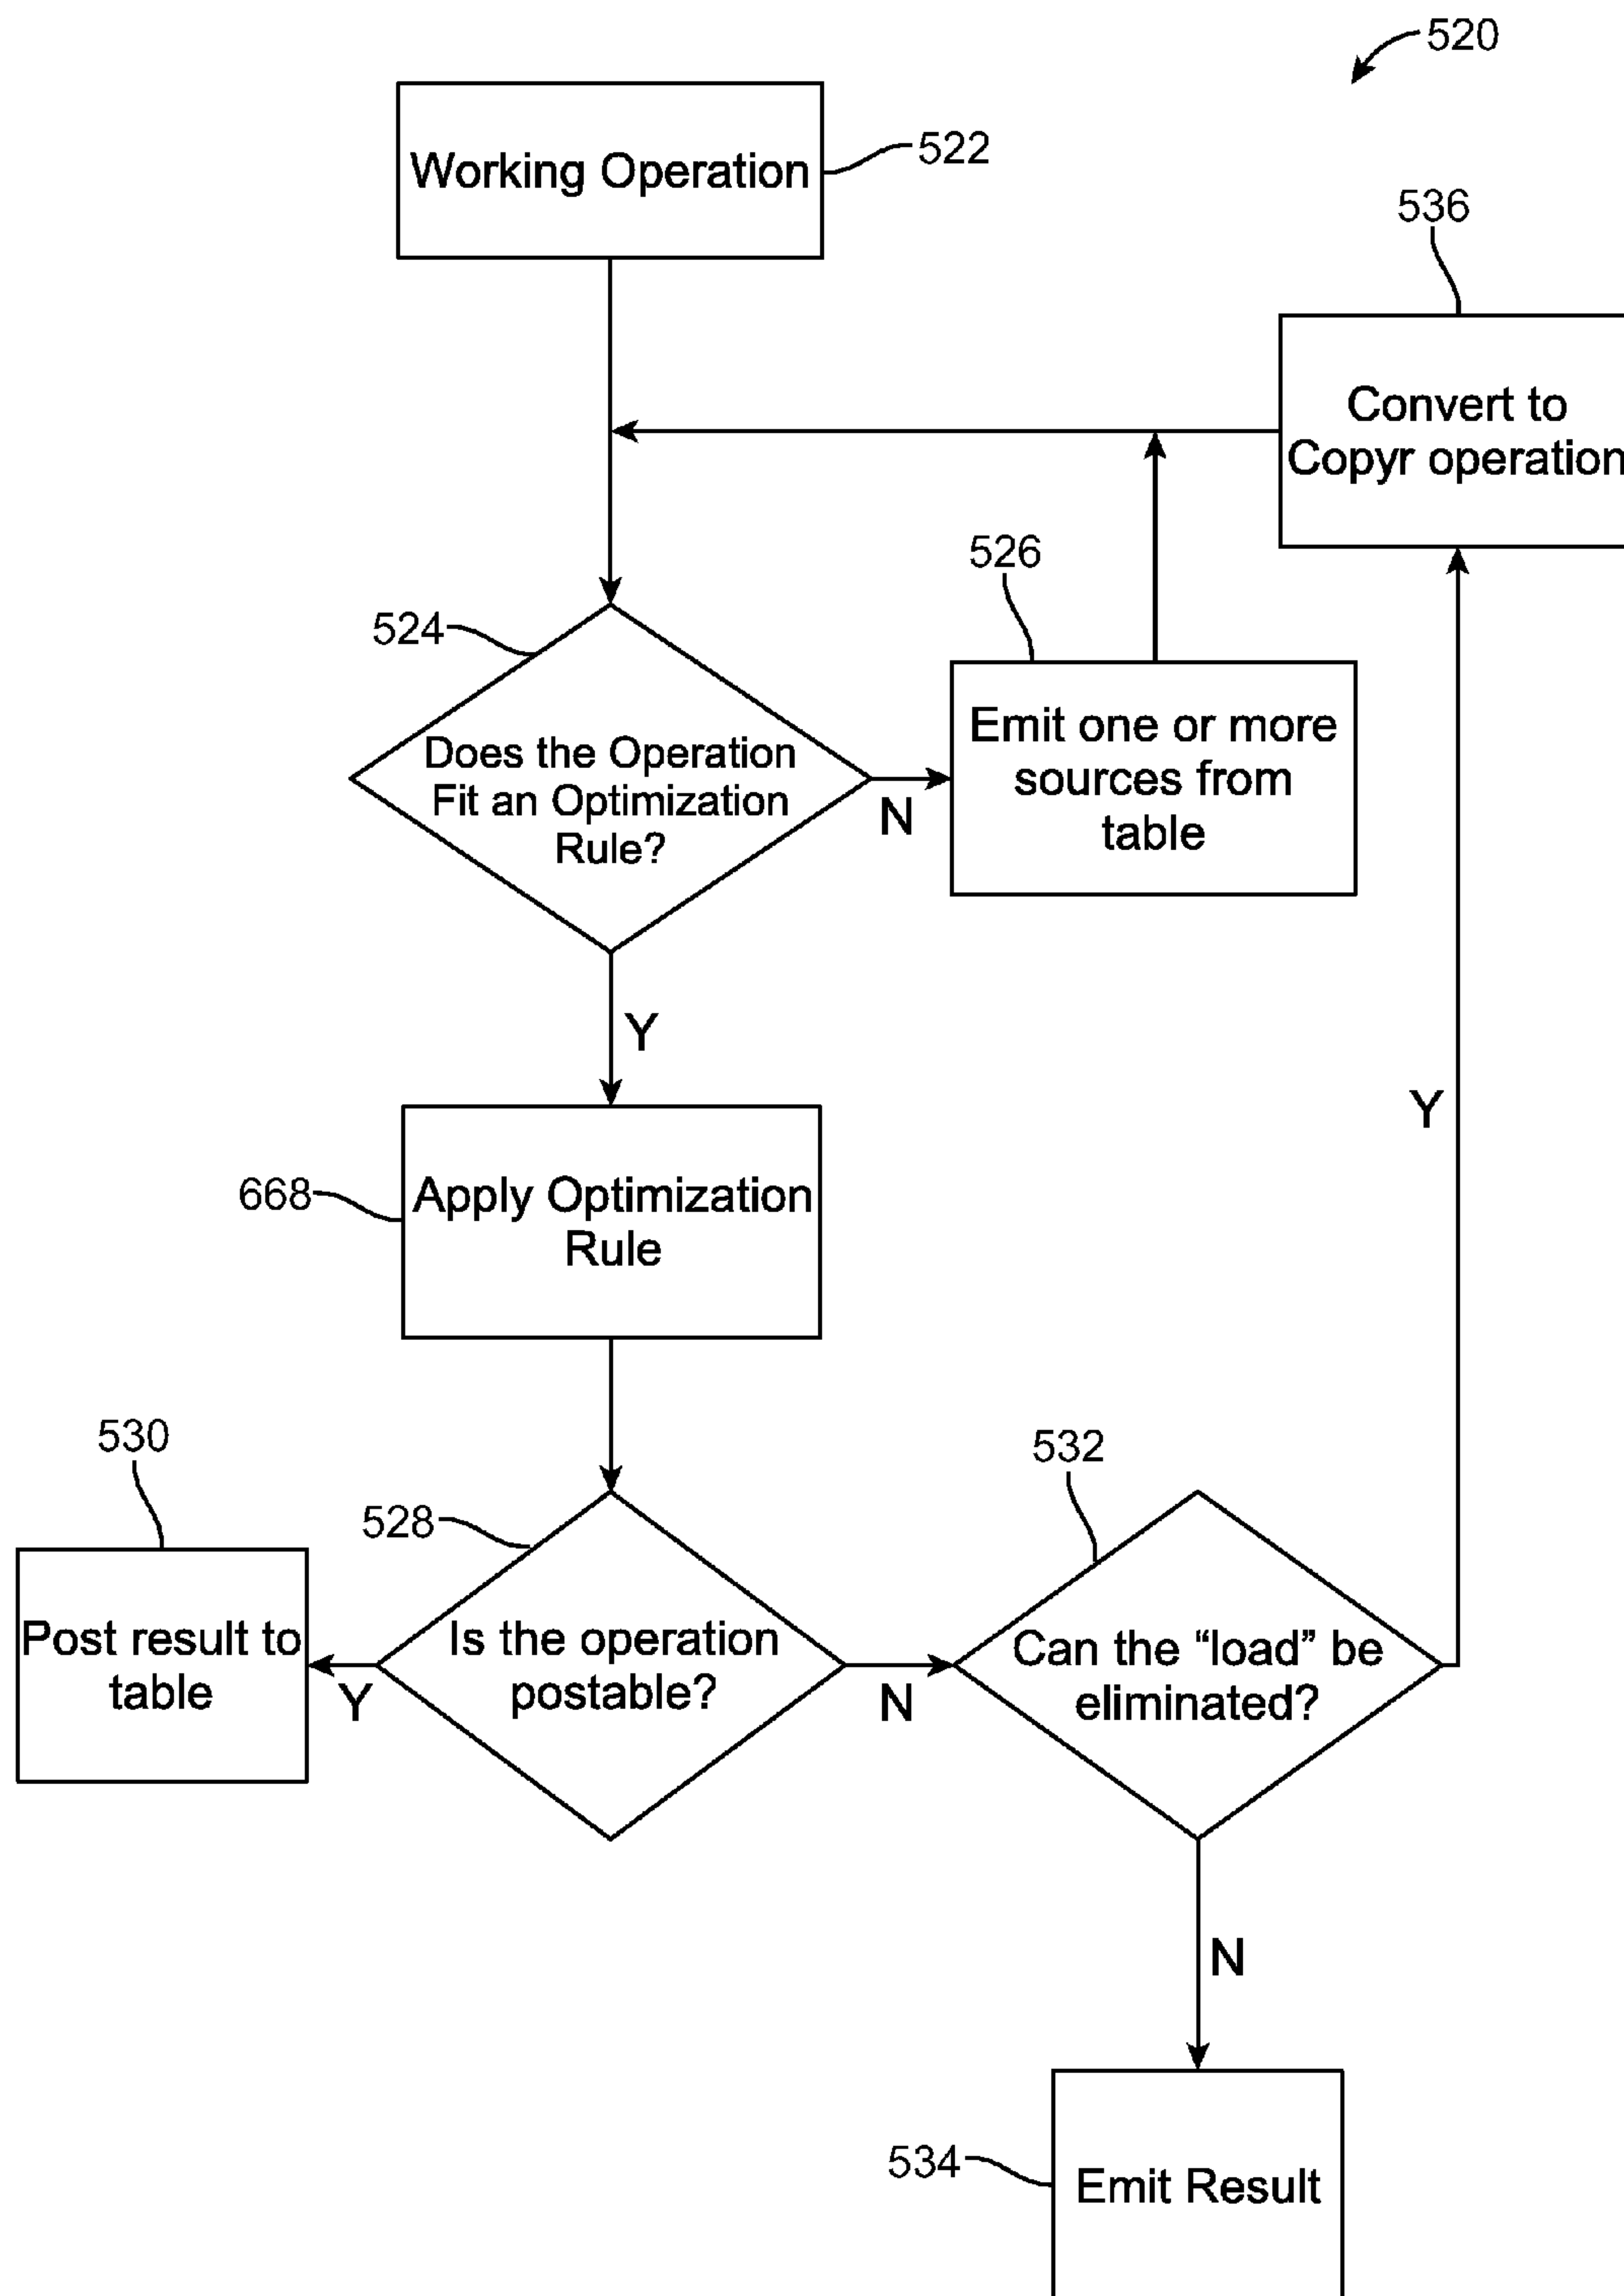 520
Working Operation
522
536
Convert to
Copyr operation
526
524
Emit one or more
sources from
table
Does the Operation
Fit an Optimization
Rule?
N
Y
Y
668
Apply Optimization
Rule
530
532
528
Post result to
table
Is the operation
postable?
Can the “load” be
eliminated?
Y
N
N
534
Emit Result